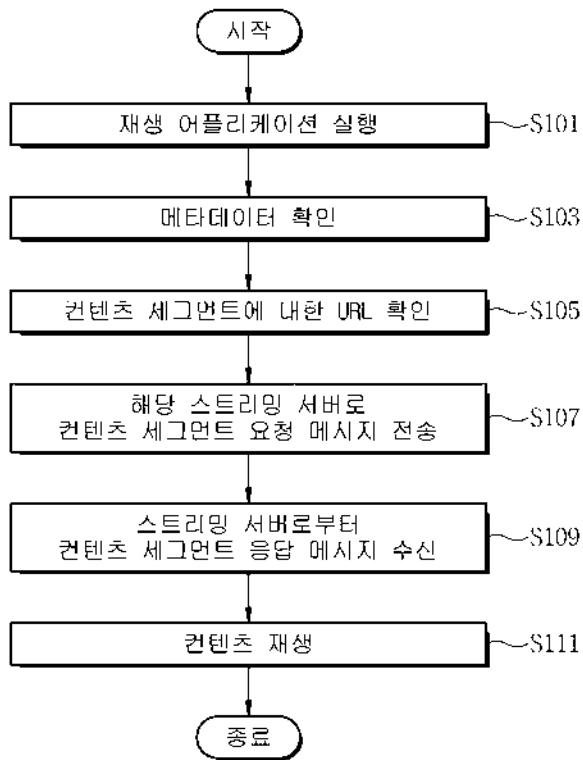 시작
재생 어플리케이션 실행
S101
메타데이터 확인
S103
컨텐츠 세그먼트에 대한 URL 확인
S105
해당 스트리밍 서버로
컨텐츠 세그먼트 요청 메시지 전송
S107
스트리밍 서버로부터
컨텐츠 세그먼트 응답 메시지 수신
S109
컨텐츠 재생
S111
종료